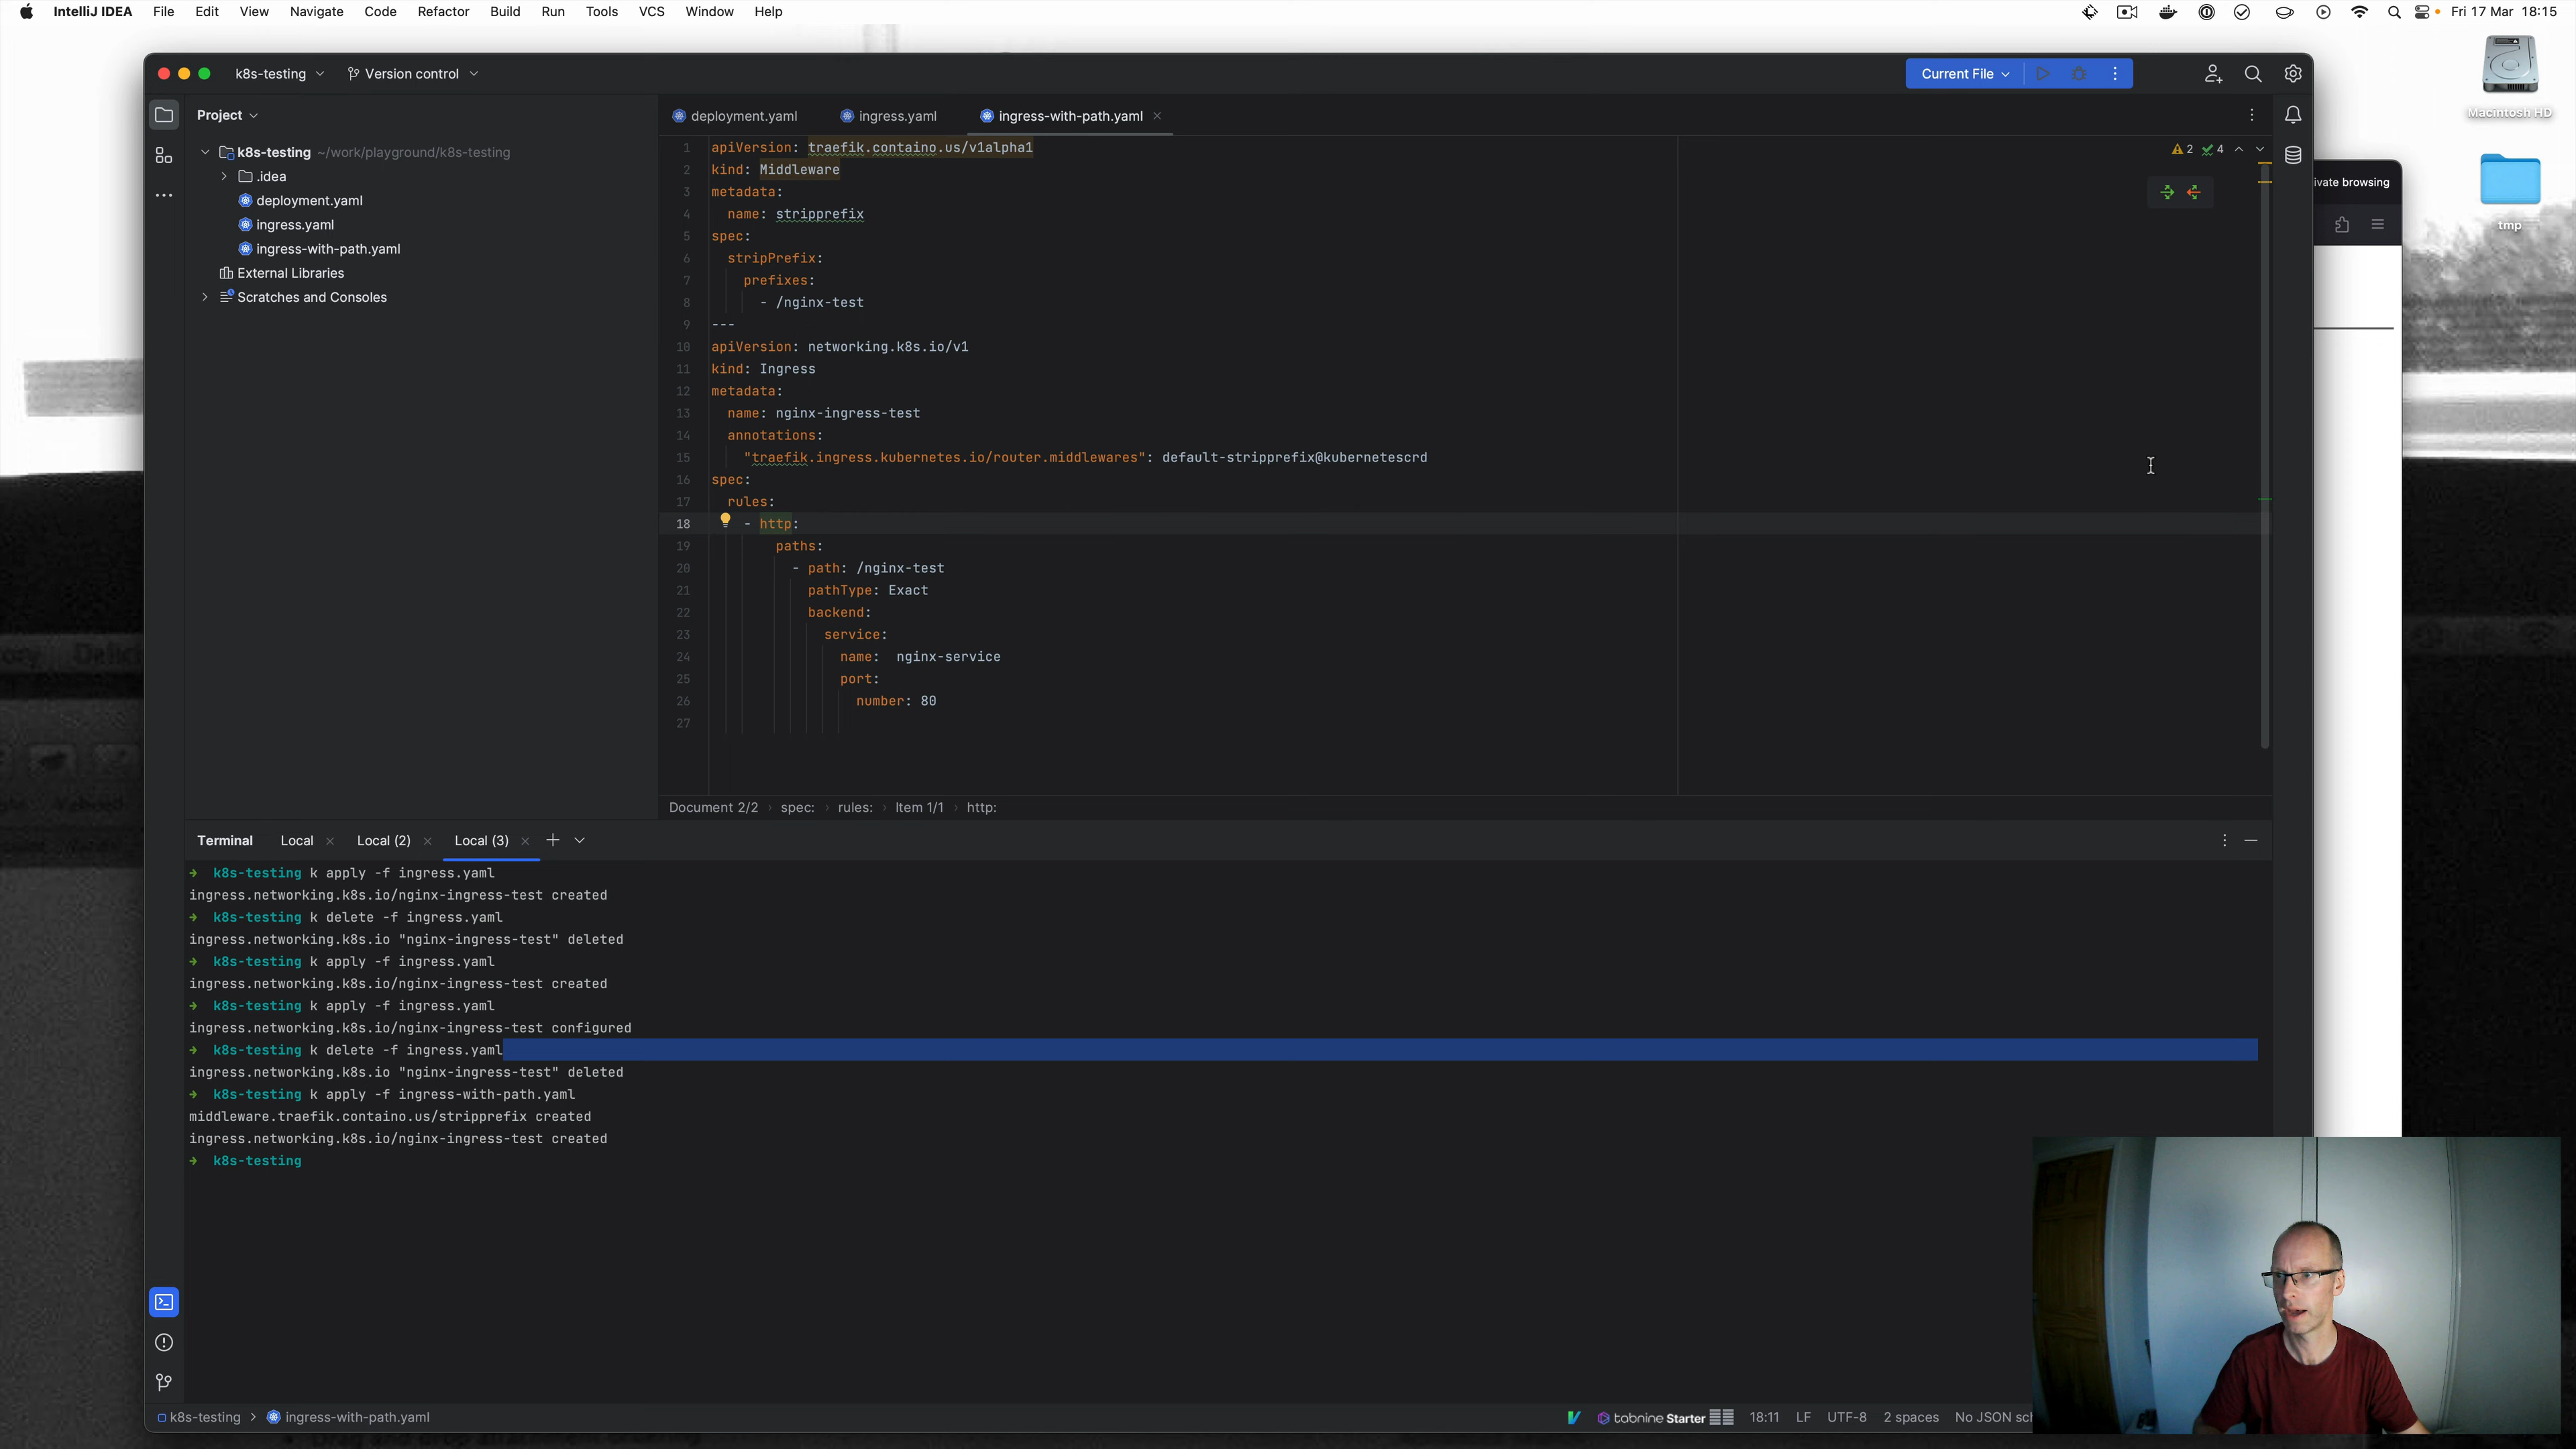 IntelliJ IDEA File Edit View Navigate Code Refactor Build Run Tools VCS Window Help Fri 17 Mar 18:15
k8s-testing Version control Current File
Macintosh HD
Project
deployment.yaml ingress.yaml ingress-with-path.yaml
k8s-testing ~/work/playground/k8s-testing
.idea
deployment.yaml
ingress.yaml
ingress-with-path.yaml
External Libraries
Scratches and Consoles
1 apiVersion: traefik.containo.us/v1alpha1
2 kind: Middleware
3 metadata:
4 name: stripprefix
5 spec:
6 stripPrefix:
7 prefixes:
8 - /nginx-test
9 ---
10 apiVersion: networking.k8s.io/v1
11 kind: Ingress
12 metadata:
13 name: nginx-ingress-test
14 annotations:
15 "traefik.ingress.kubernetes.io/router.middlewares": default-stripprefix@kubernetescrd
16 spec:
17 rules:
18 - http:
19 paths:
20 - path: /nginx-test
21 pathType: Exact
22 backend:
23 service:
24 name: nginx-service
25 port:
26 number: 80
27
2 4
ivate browsing
tmp
Document 2/2 › spec: › rules: › Item 1/1 › http:
Terminal Local Local (2) Local (3)
k8s-testing k apply -f ingress.yaml
ingress.networking.k8s.io/nginx-ingress-test created
k8s-testing k delete -f ingress.yaml
ingress.networking.k8s.io "nginx-ingress-test" deleted
k8s-testing k apply -f ingress.yaml
ingress.networking.k8s.io/nginx-ingress-test created
k8s-testing k apply -f ingress.yaml
ingress.networking.k8s.io/nginx-ingress-test configured
k8s-testing k delete -f ingress.yaml
ingress.networking.k8s.io "nginx-ingress-test" deleted
k8s-testing k apply -f ingress-with-path.yaml
middleware.traefik.containo.us/stripprefix created
ingress.networking.k8s.io/nginx-ingress-test created
k8s-testing
k8s-testing › ingress-with-path.yaml
tabnine Starter 18:11 LF UTF-8 2 spaces No JSON sch